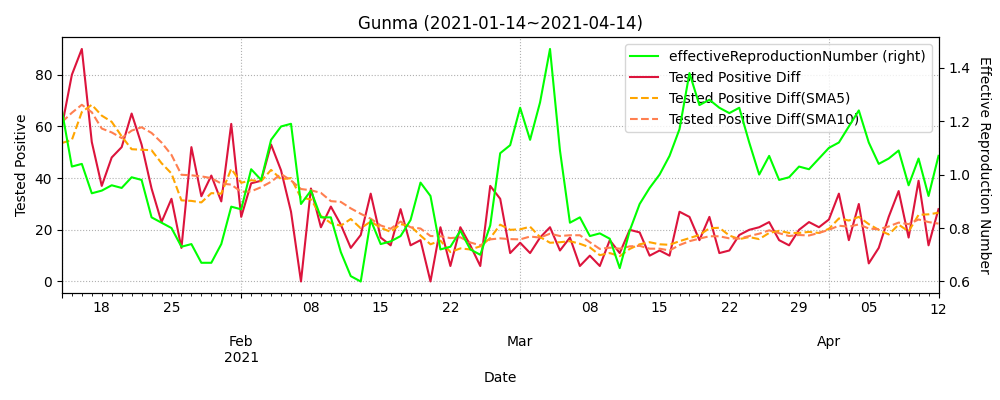 Gunma (2021-01-14~2021-04-14)
effectiveReproductionNumber (right)
Tested Positive Diff
Tested Positive Diff(SMA5)
Tested Positive Diff(SMA10)
Tested Positive
80
60
40
20
0
Effective Reproduction Number
1.4
1.2
1.0
0.8
0.6
18 25 08 15 22 08 15 22 29 05 12
Feb Mar Apr
2021
Date